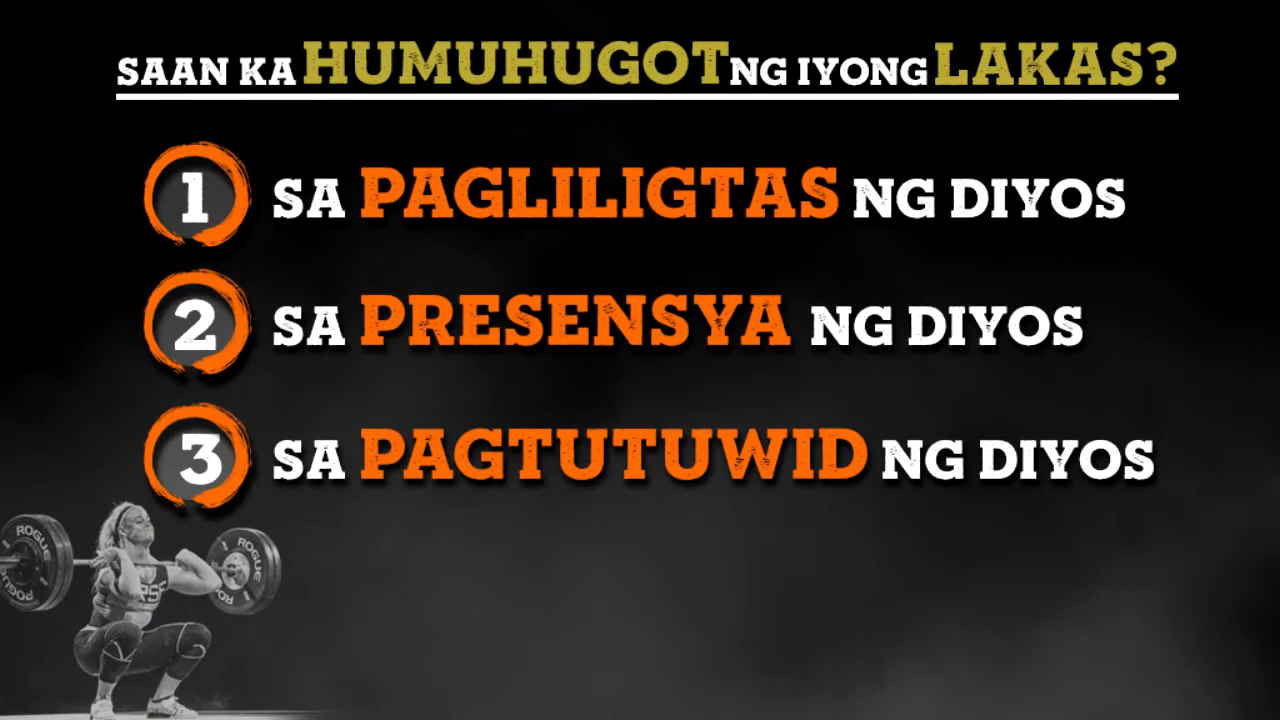 SAAN KA HUMUHUGOT NG IYONG LAKAS?
1 SA PAGLILIGTAS NG DIYOS
2 SA PRESENSYA NG DIYOS
3 SA PAGTUTUWID NG DIYOS
ROGUE ROGUE
ROGUE